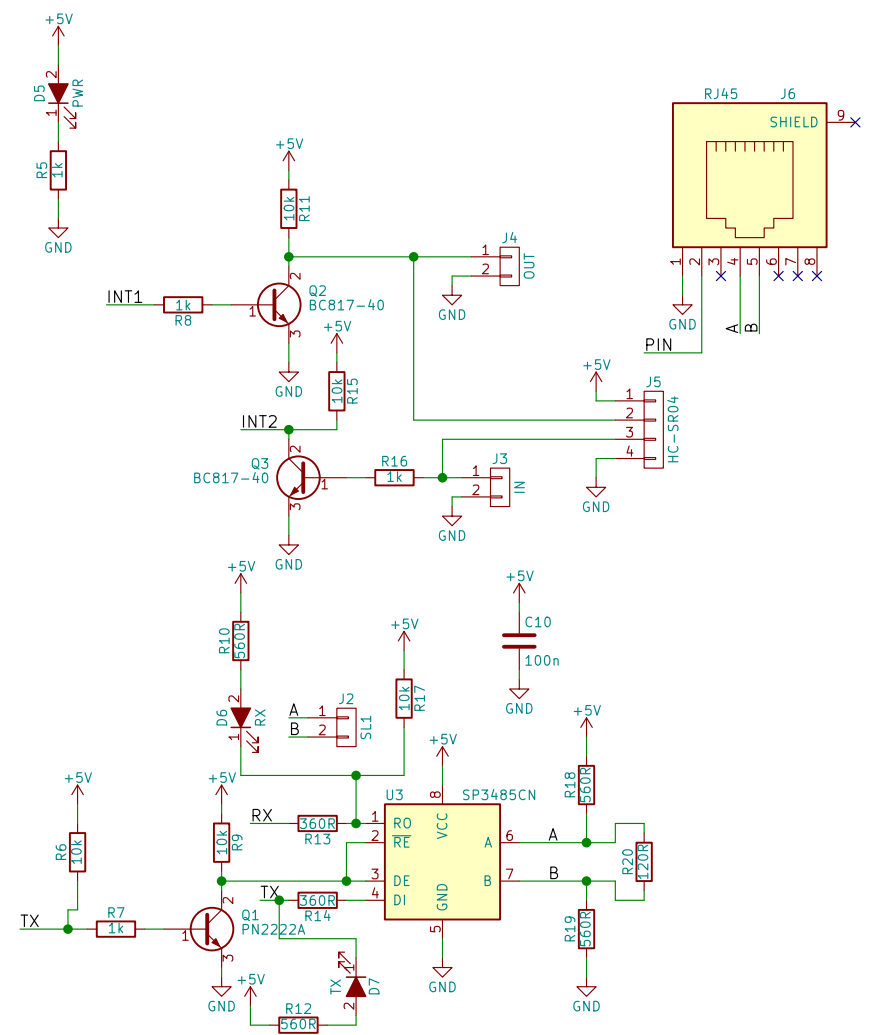 +5V
D5
PWR
2
1
R5
1k
GND
+5V
R11
10k
INT1
1k
R8
1
2
3
Q2
BC817-40
GND
J4
1
2
OUT
GND
+5V
R15
10k
INT2
Q3
BC817-40
2
1
3
GND
R16
1k
J3
1
2
IN
GND
RJ45
J6
SHIELD
9
1
2
3
4
5
6
7
8
GND
A
B
PIN
+5V
J5
1
2
3
4
HC-SR04
GND
+5V
R10
560R
D6
RX
2
1
A
B
J2
1
2
SL1
+5V
R17
10k
+5V
C10
100n
GND
+5V
R6
10k
TX
R7
1k
+5V
R9
10k
1
2
3
Q1
PN2222A
GND
RX
360R
R13
TX
360R
R14
+5V
U3
SP3485CN
8
VCC
1
RO
2
RE
3
DE
4
DI
A
6
B
7
GND
5
GND
A
B
+5V
R18
560R
R20
120R
R19
560R
GND
TX
1
2
D7
+5V
R12
560R